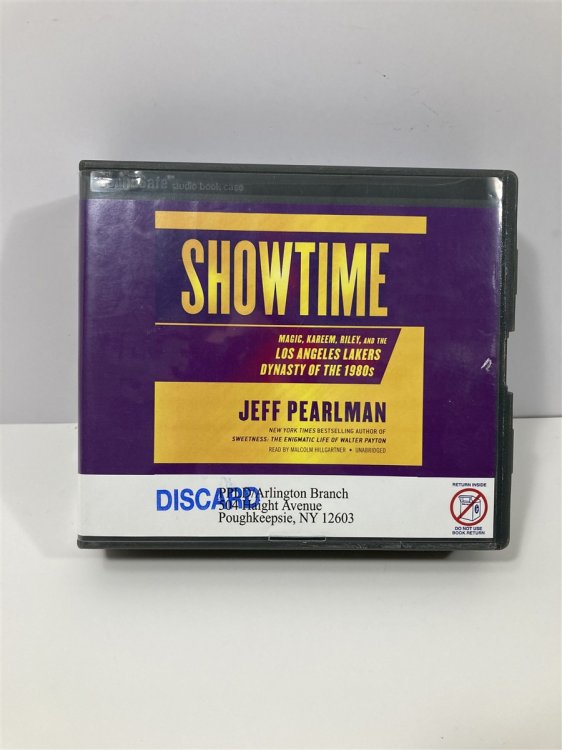 studio book case
SHOWTIME
MAGIC, KAREEM, RILEY, AND THE
LOS ANGELES LAKERS
DYNASTY OF THE 1980s
JEFF PEARLMAN
NEW YORK TIMES BESTSELLING AUTHOR OF
SWEETNESS: THE ENIGMATIC LIFE OF WALTER PAYTON
READ BY MALCOLM HILLGARTNER • UNABRIDGED
DISCARD
PPLD Arlington Branch
504 Haight Avenue
Poughkeepsie, NY 12603
RETURN INSIDE
DO NOT USE
BOOK RETURN